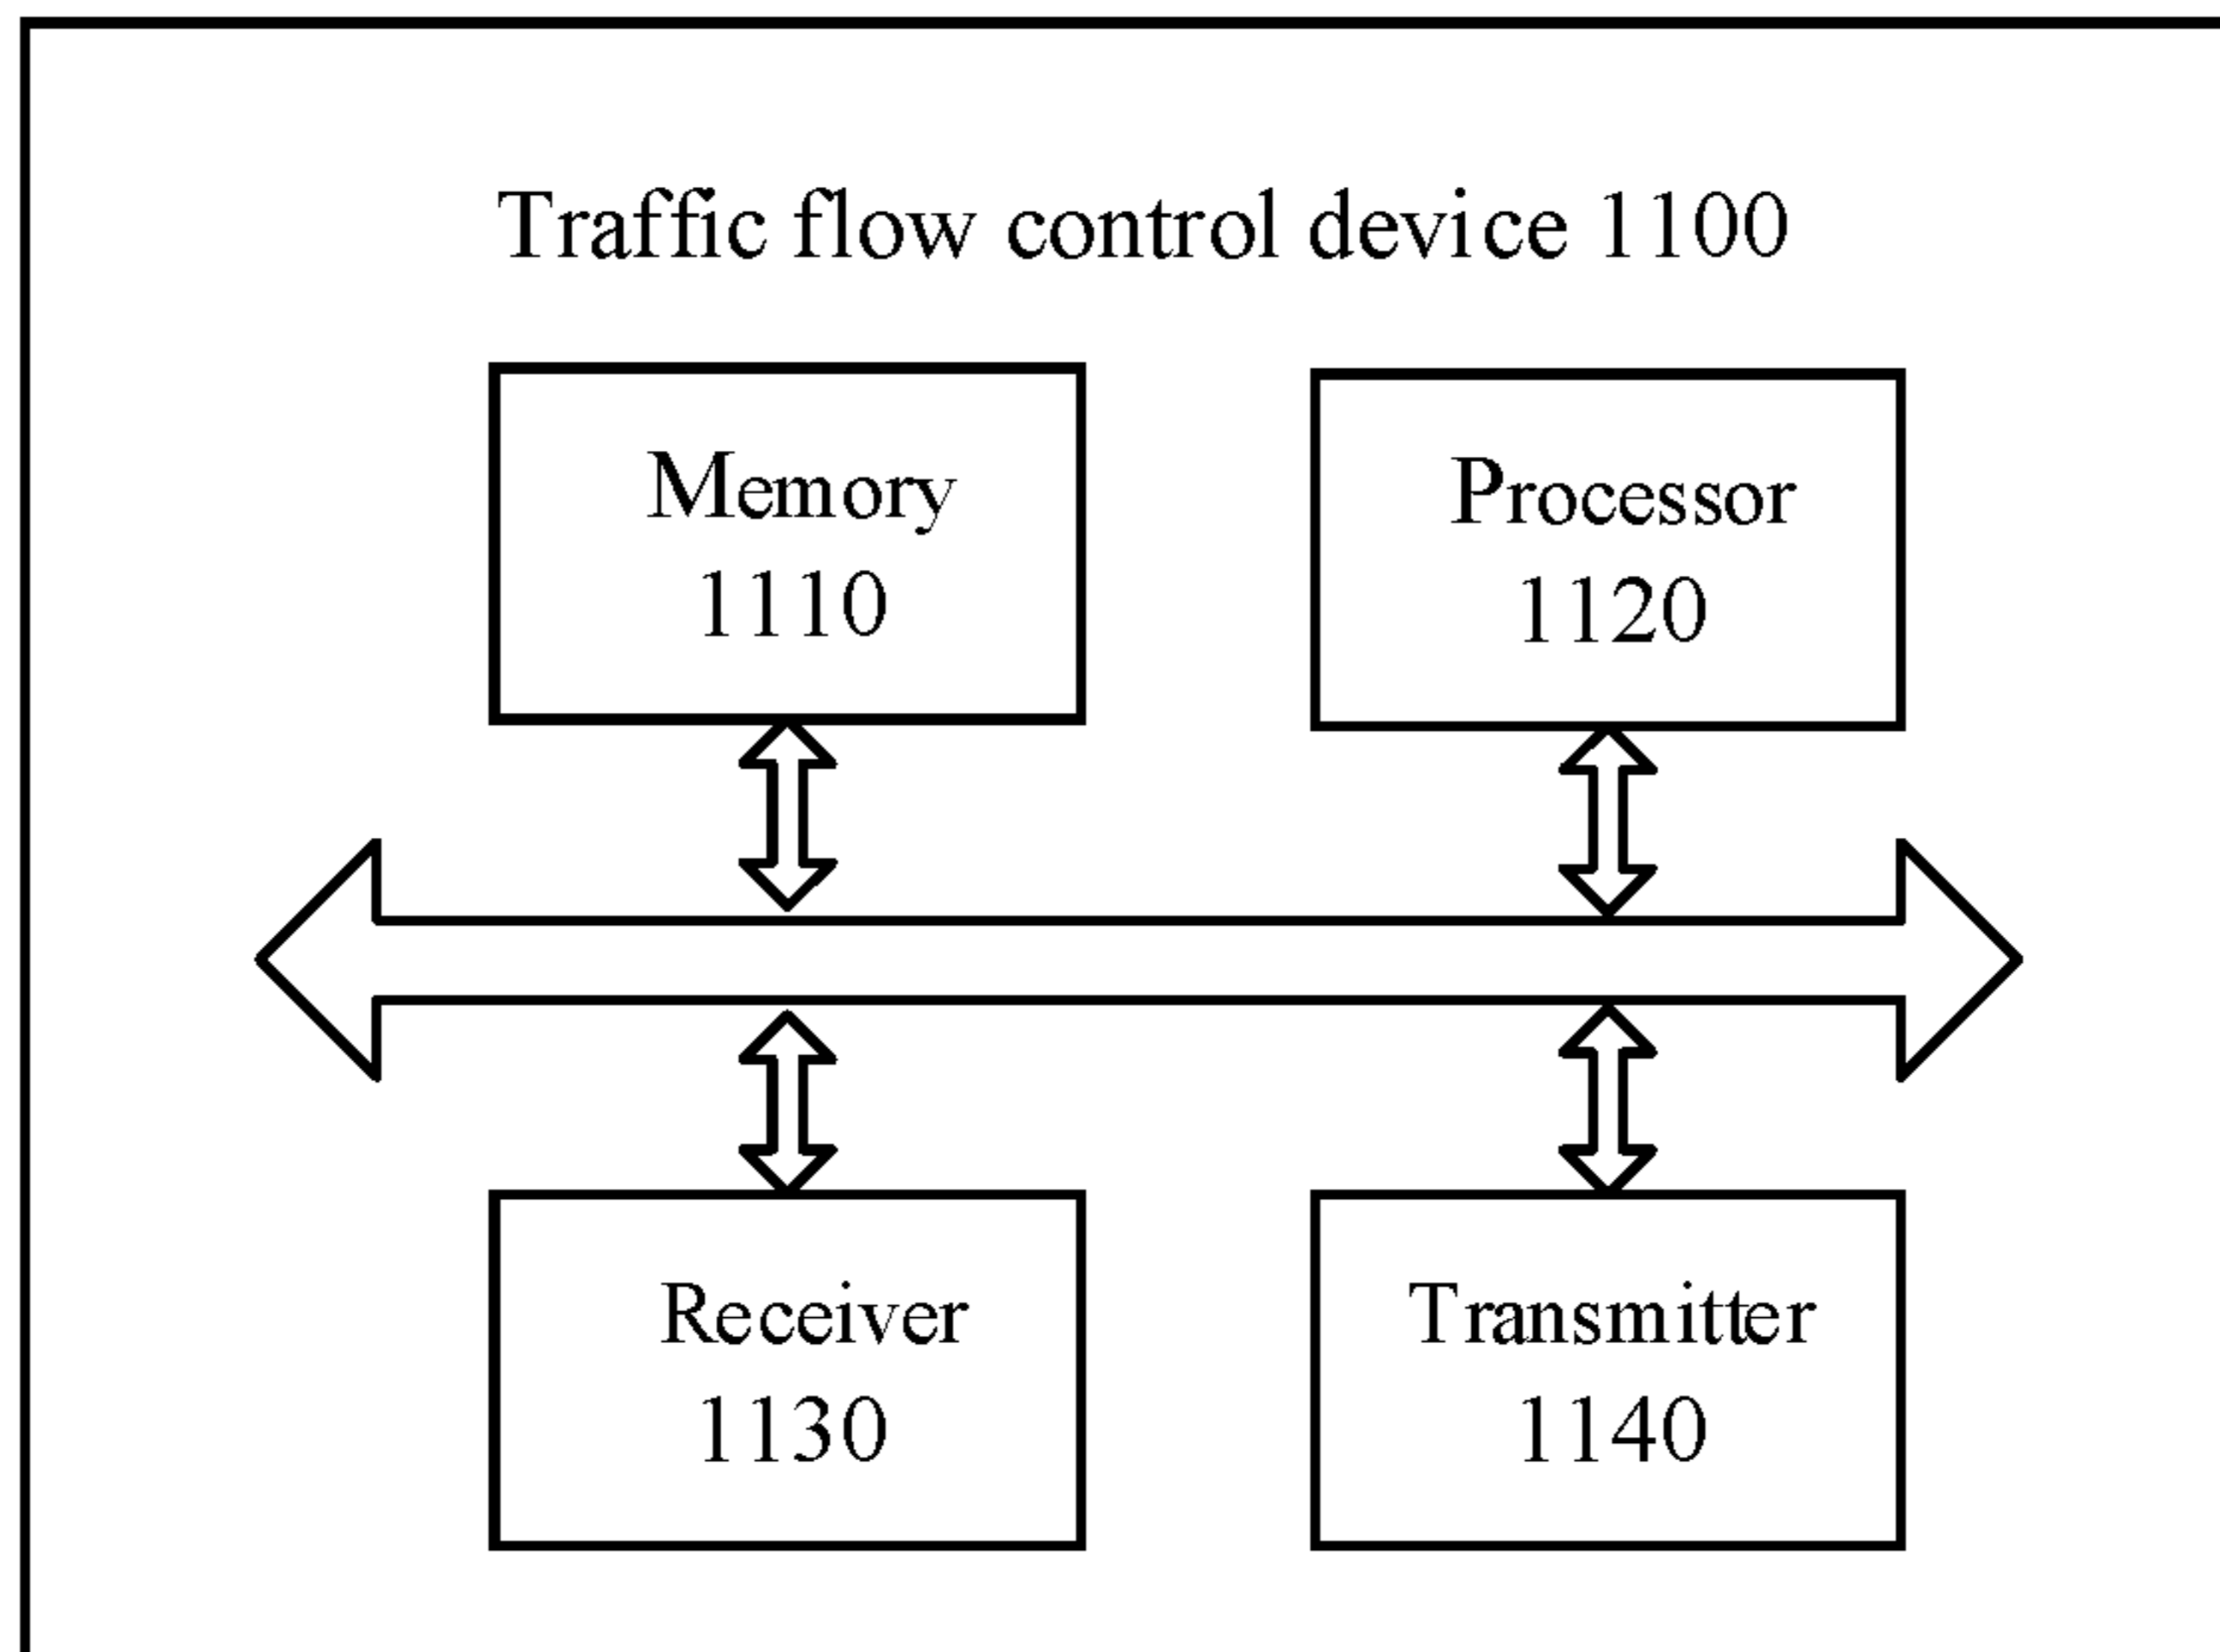 Traffic flow control device 1100
Memory
1110
Processor
1120
Receiver
1130
Transmitter
1140